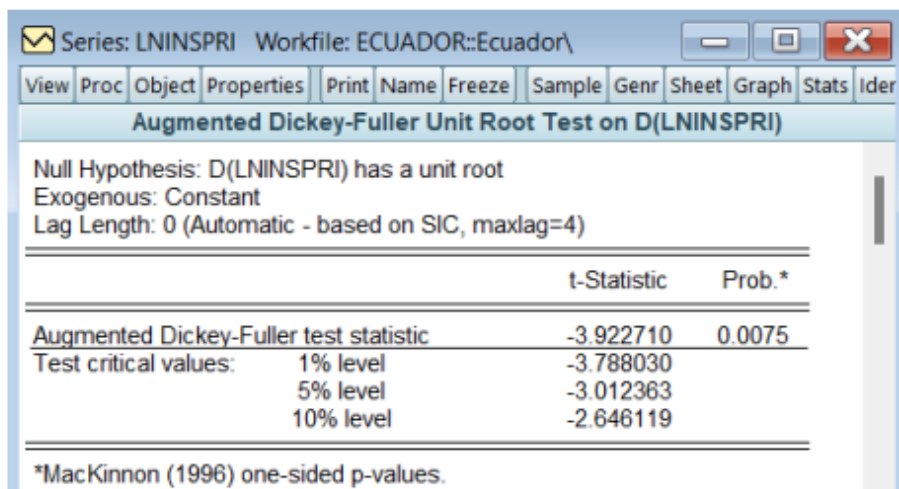 Series: LNINSPRI Workfile: ECUADOR::Ecuador\
View Proc Object Properties Print Name Freeze Sample Genr Sheet Graph Stats Iden
Augmented Dickey-Fuller Unit Root Test on D(LNINSPRI)
Null Hypothesis: D(LNINSPRI) has a unit root
Exogenous: Constant
Lag Length: 0 (Automatic - based on SIC, maxlag=4)
t-Statistic Prob.*
Augmented Dickey-Fuller test statistic -3.922710 0.0075
Test critical values: 1% level -3.788030
5% level -3.012363
10% level -2.646119
*MacKinnon (1996) one-sided p-values.